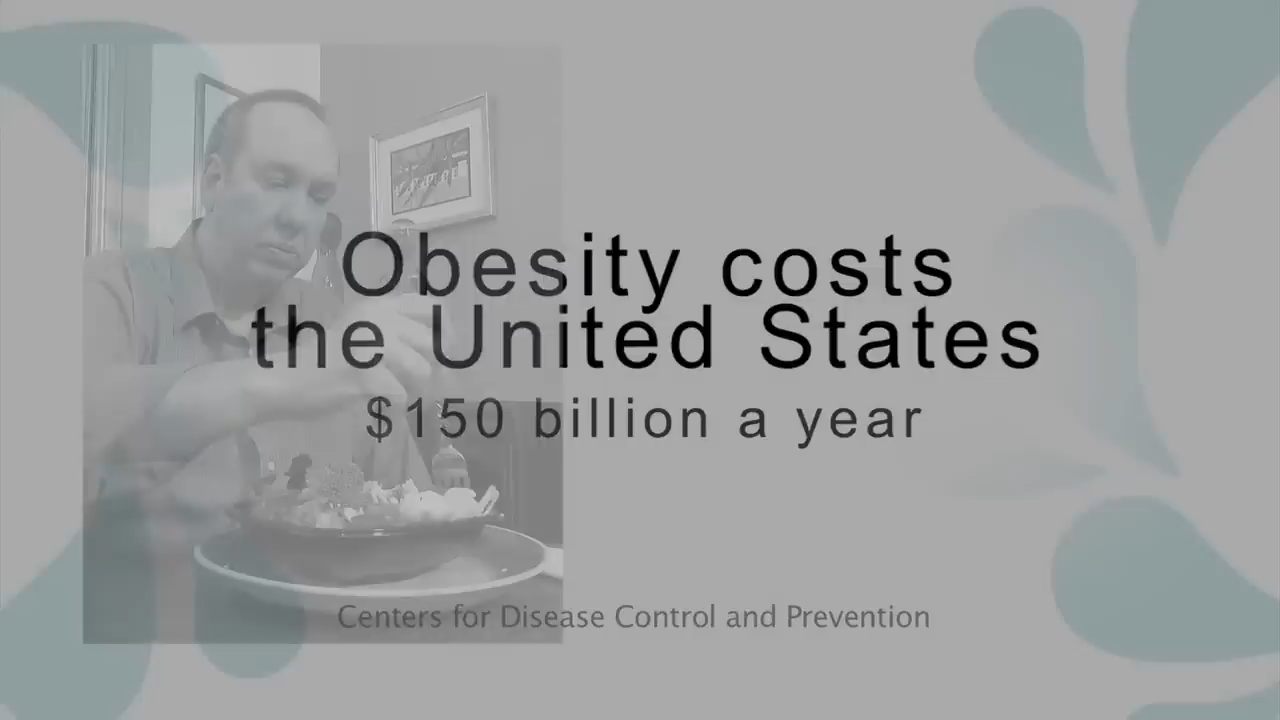 Obesity costs
the United States
$150 billion a year
Centers for Disease Control and Prevention